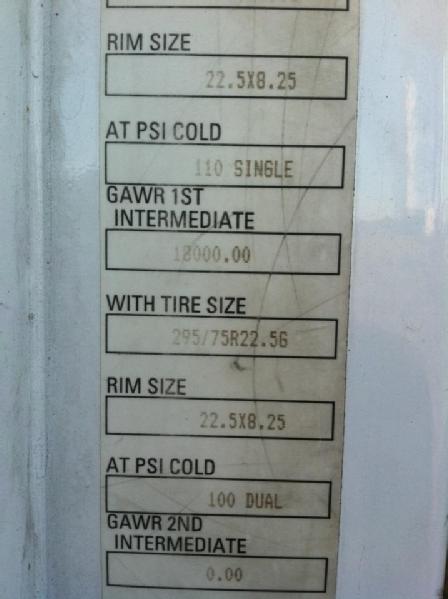 RIM SIZE
22.5X8.25
AT PSI COLD
110 SINGLE
GAWR 1ST
INTERMEDIATE
18000.00
WITH TIRE SIZE
295/75R22.5G
RIM SIZE
22.5X8.25
AT PSI COLD
100 DUAL
GAWR 2ND
INTERMEDIATE
0.00